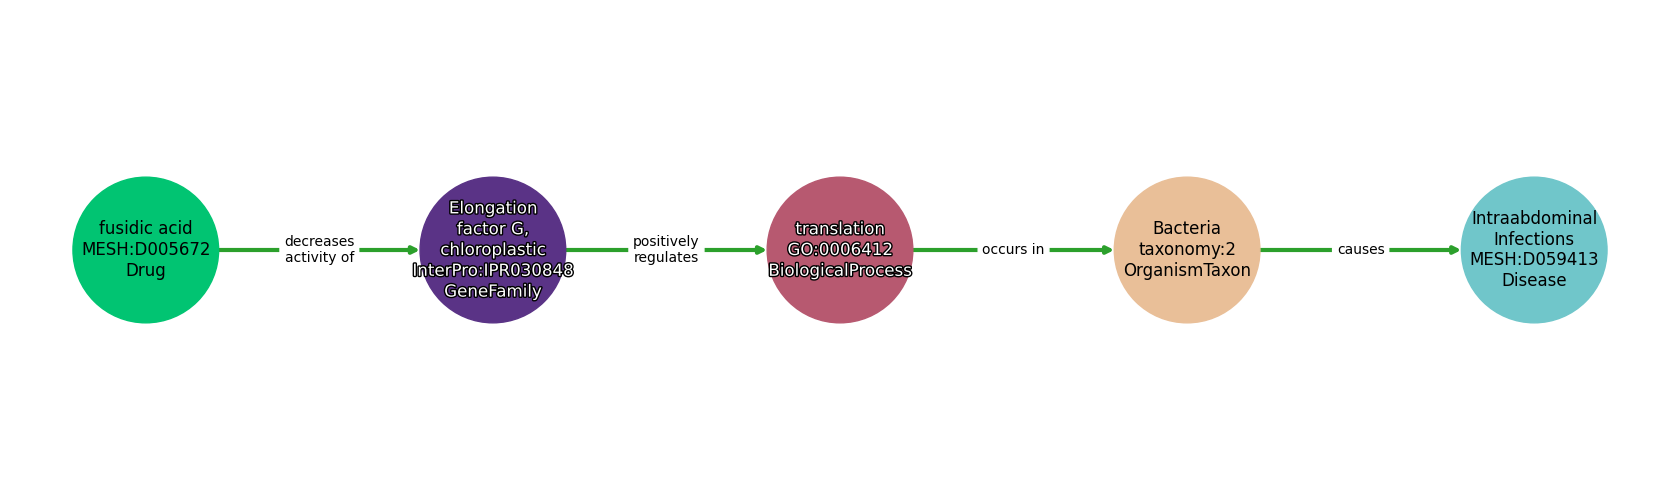 fusidic acid
MESH:D005672
Drug
decreases
activity of
Elongation
factor G,
chloroplastic
InterPro:IPR030848
GeneFamily
positively
regulates
translation
GO:0006412
BiologicalProcess
occurs in
Bacteria
taxonomy:2
OrganismTaxon
causes
Intraabdominal
Infections
MESH:D059413
Disease